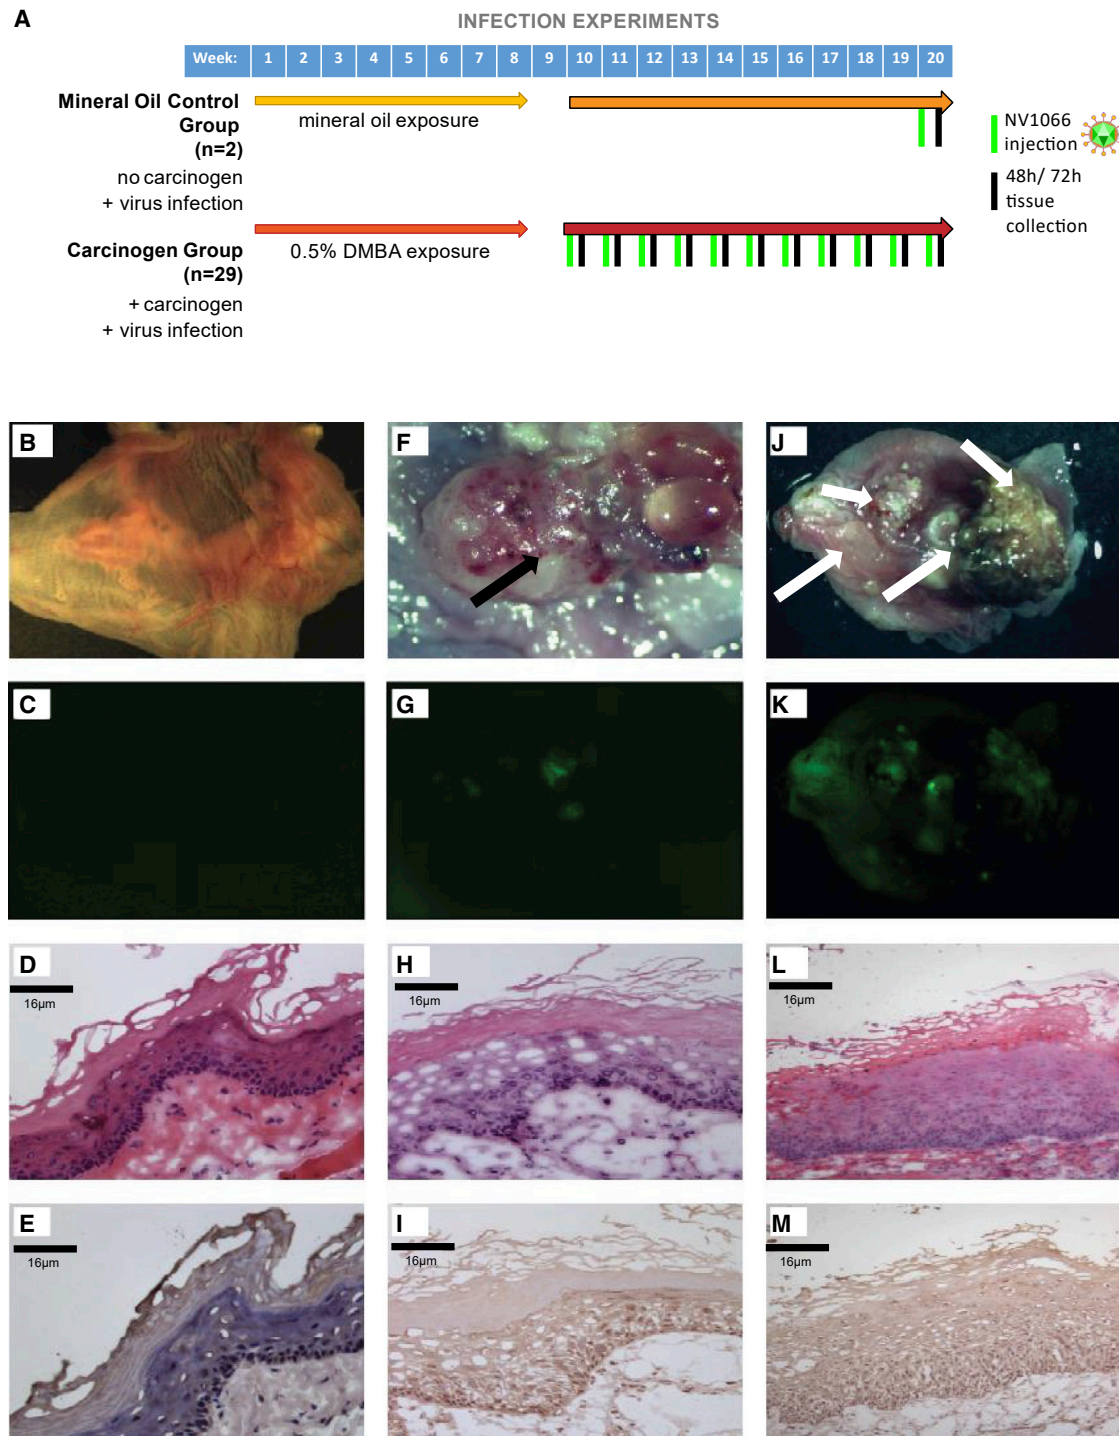 A
INFECTION EXPERIMENTS
Week: 1 2 3 4 5 6 7 8 9 10 11 12 13 14 15 16 17 18 19 20
Mineral Oil Control
Group
(n=2)
no carcinogen
+ virus infection
mineral oil exposure
NV1066
injection
48h/ 72h
tissue
collection
Carcinogen Group
(n=29)
+ carcinogen
+ virus infection
0.5% DMBA exposure
B
F
J
C
G
K
D
16µm
H
16µm
L
16µm
E
16µm
I
16µm
M
16µm